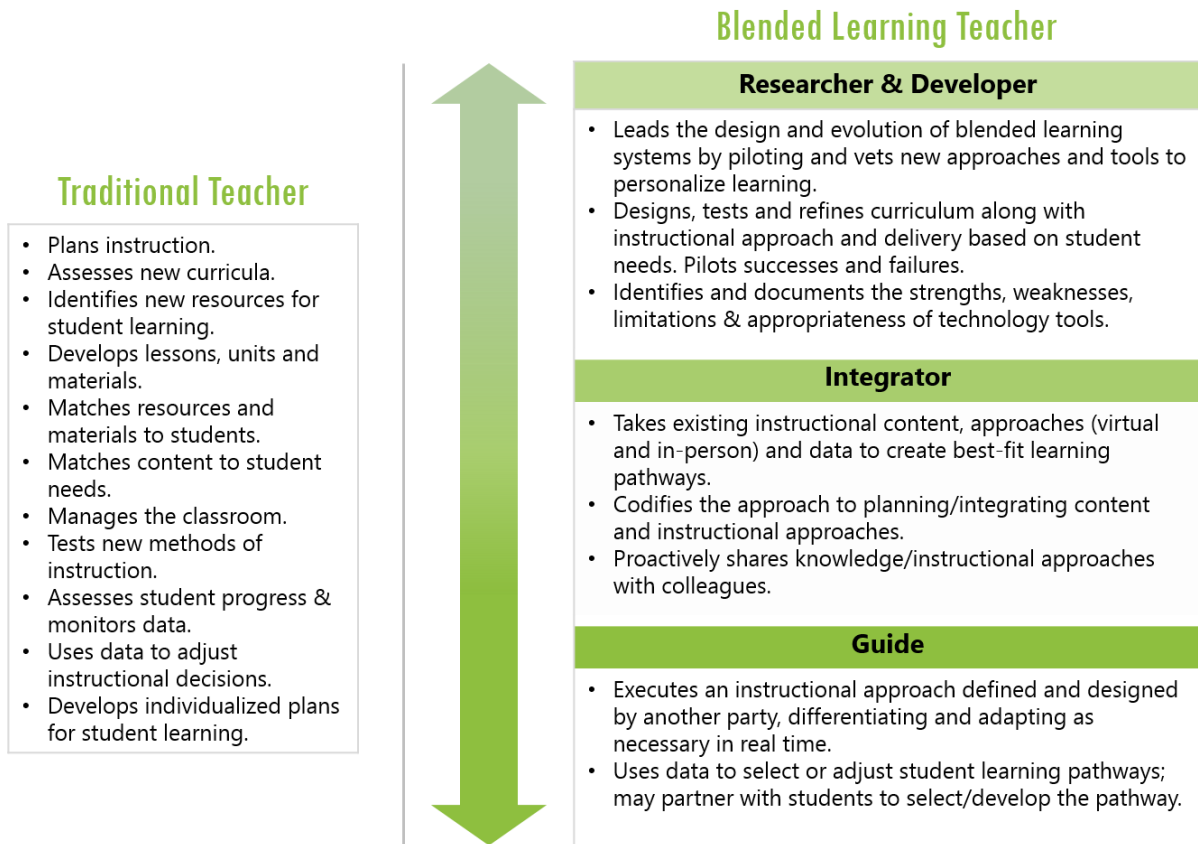 Blended Learning Teacher
Traditional Teacher
• Plans instruction.
• Assesses new curricula.
• Identifies new resources for
student learning.
• Develops lessons, units and
materials.
• Matches resources and
materials to students.
• Matches content to student
needs.
• Manages the classroom.
• Tests new methods of
instruction.
• Assesses student progress &
monitors data.
• Uses data to adjust
instructional decisions.
• Develops individualized plans
for student learning.
Researcher & Developer
• Leads the design and evolution of blended learning
systems by piloting and vets new approaches and tools to
personalize learning.
• Designs, tests and refines curriculum along with
instructional approach and delivery based on student
needs. Pilots successes and failures.
• Identifies and documents the strengths, weaknesses,
limitations & appropriateness of technology tools.
Integrator
• Takes existing instructional content, approaches (virtual
and in-person) and data to create best-fit learning
pathways.
• Codifies the approach to planning/integrating content
and instructional approaches.
• Proactively shares knowledge/instructional approaches
with colleagues.
Guide
• Executes an instructional approach defined and designed
by another party, differentiating and adapting as
necessary in real time.
• Uses data to select or adjust student learning pathways;
may partner with students to select/develop the pathway.